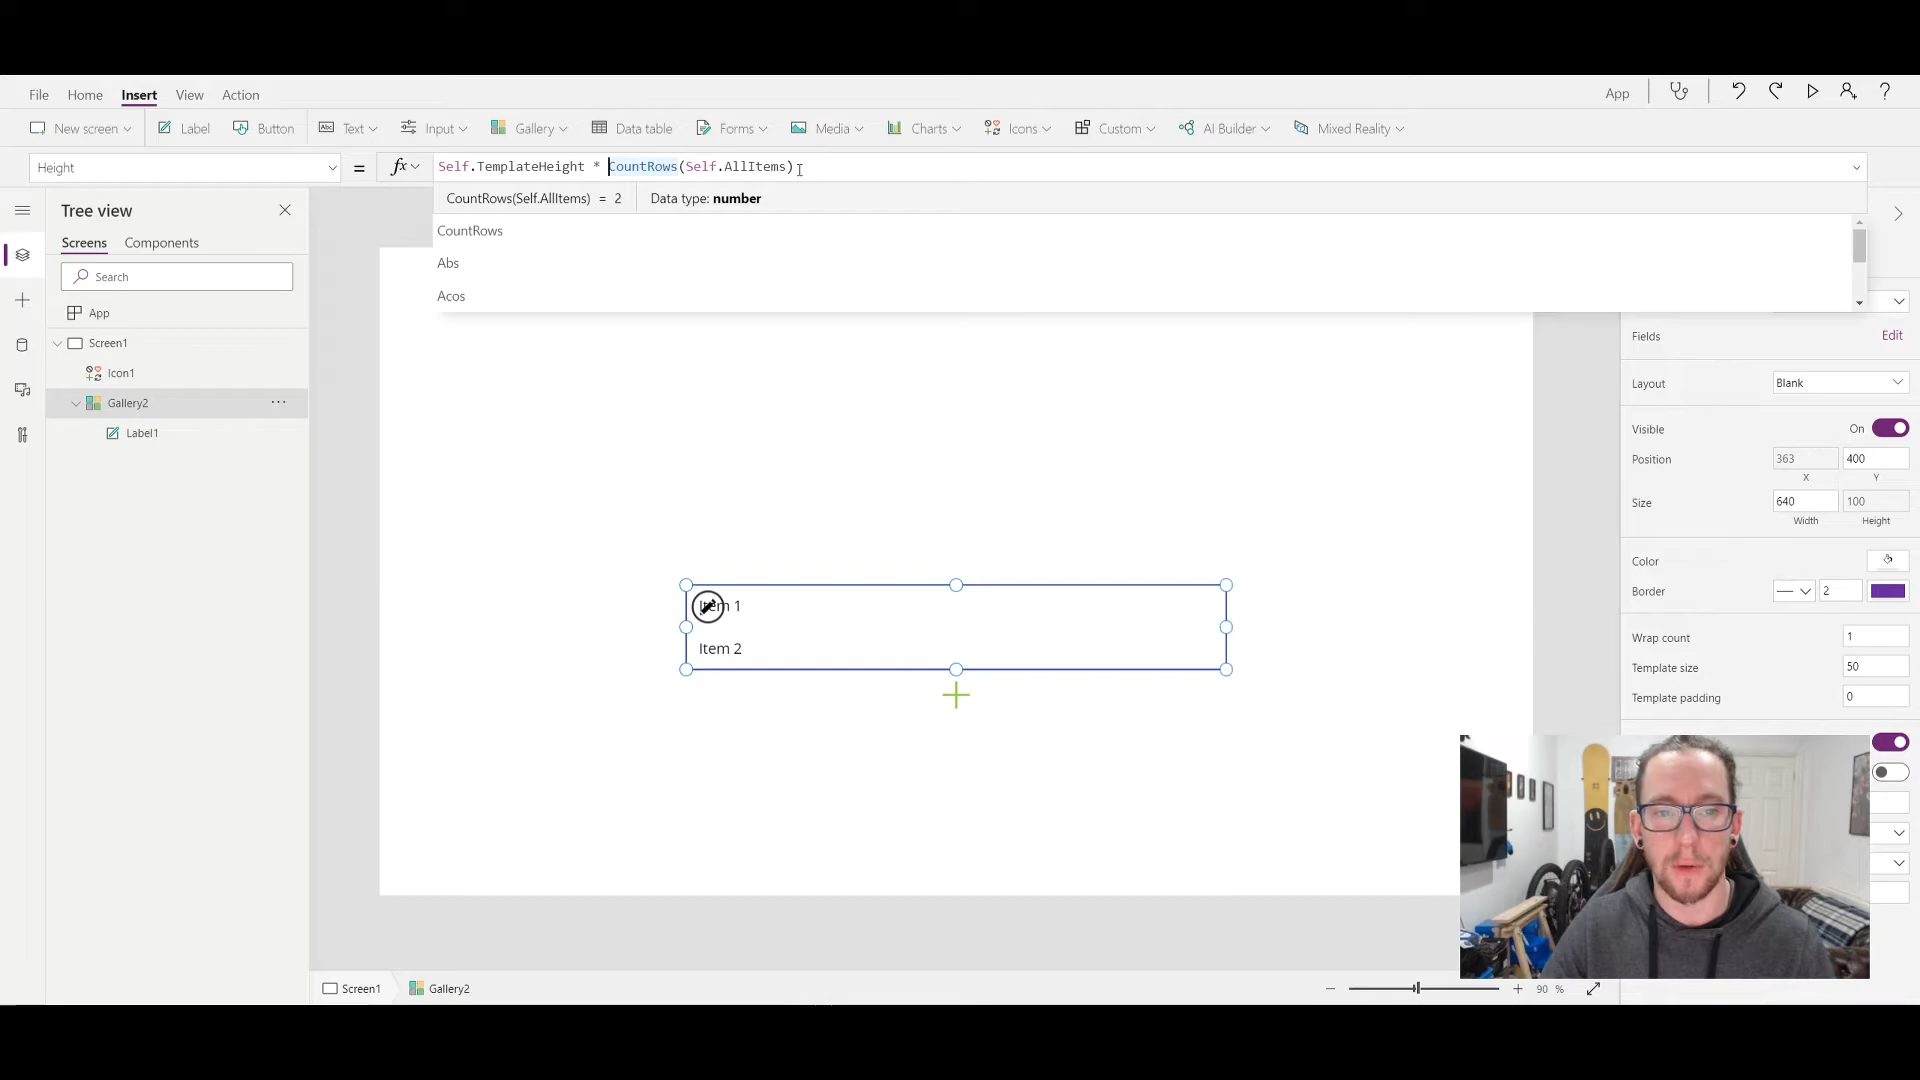 File Home Insert View Action App ?
New screen Label Button Text Input Gallery Data table Forms Media Charts Icons Custom AI Builder Mixed Reality
Height = fx Self.TemplateHeight * CountRows(Self.AllItems)
CountRows(Self.AllItems) = 2 Data type: number
CountRows
Abs
Acos
Tree view
Screens Components
Search
App
Screen1
Icon1
Gallery2 ...
Label1
Item 1
Item 2
Fields Edit
Layout Blank
Visible On
Position 363 400
X Y
Size 640 100
Width Height
Color
Border 2
Wrap count 1
Template size 50
Template padding 0
Screen1 Gallery2 90 %